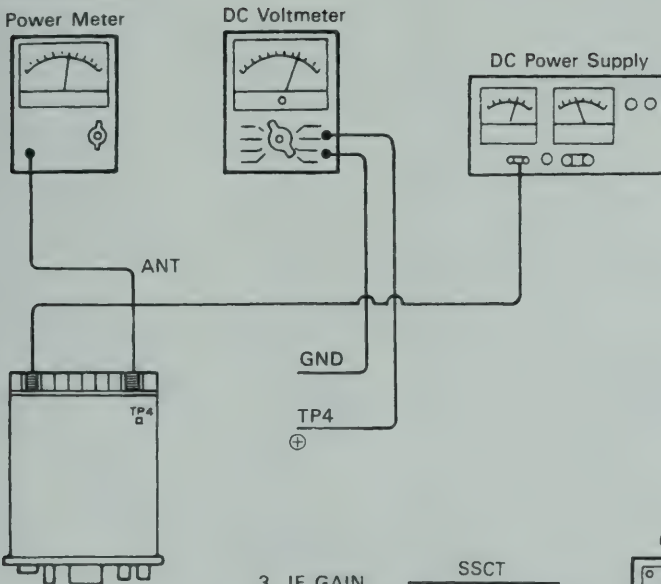 Power Meter
DC Voltmeter
DC Power Supply
ANT
GND
TP4
TP4
⊕
3. IF GAIN
SSCT